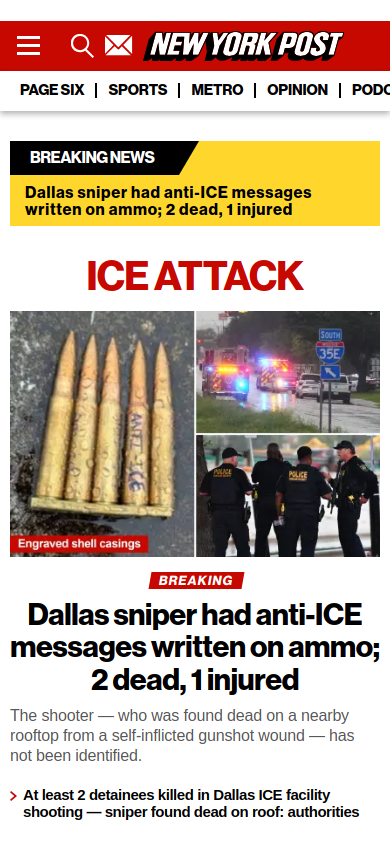 NEW YORK POST
PAGE SIX | SPORTS | METRO | OPINION | PODC
BREAKING NEWS
Dallas sniper had anti-ICE messages
written on ammo; 2 dead, 1 injured
ICE ATTACK
ANTI-ICE
Engraved shell casings
South
35E
POLICE
POLICE
BREAKING
Dallas sniper had anti-ICE
messages written on ammo;
2 dead, 1 injured
The shooter — who was found dead on a nearby
rooftop from a self-inflicted gunshot wound — has
not been identified.
At least 2 detainees killed in Dallas ICE facility
shooting — sniper found dead on roof: authorities